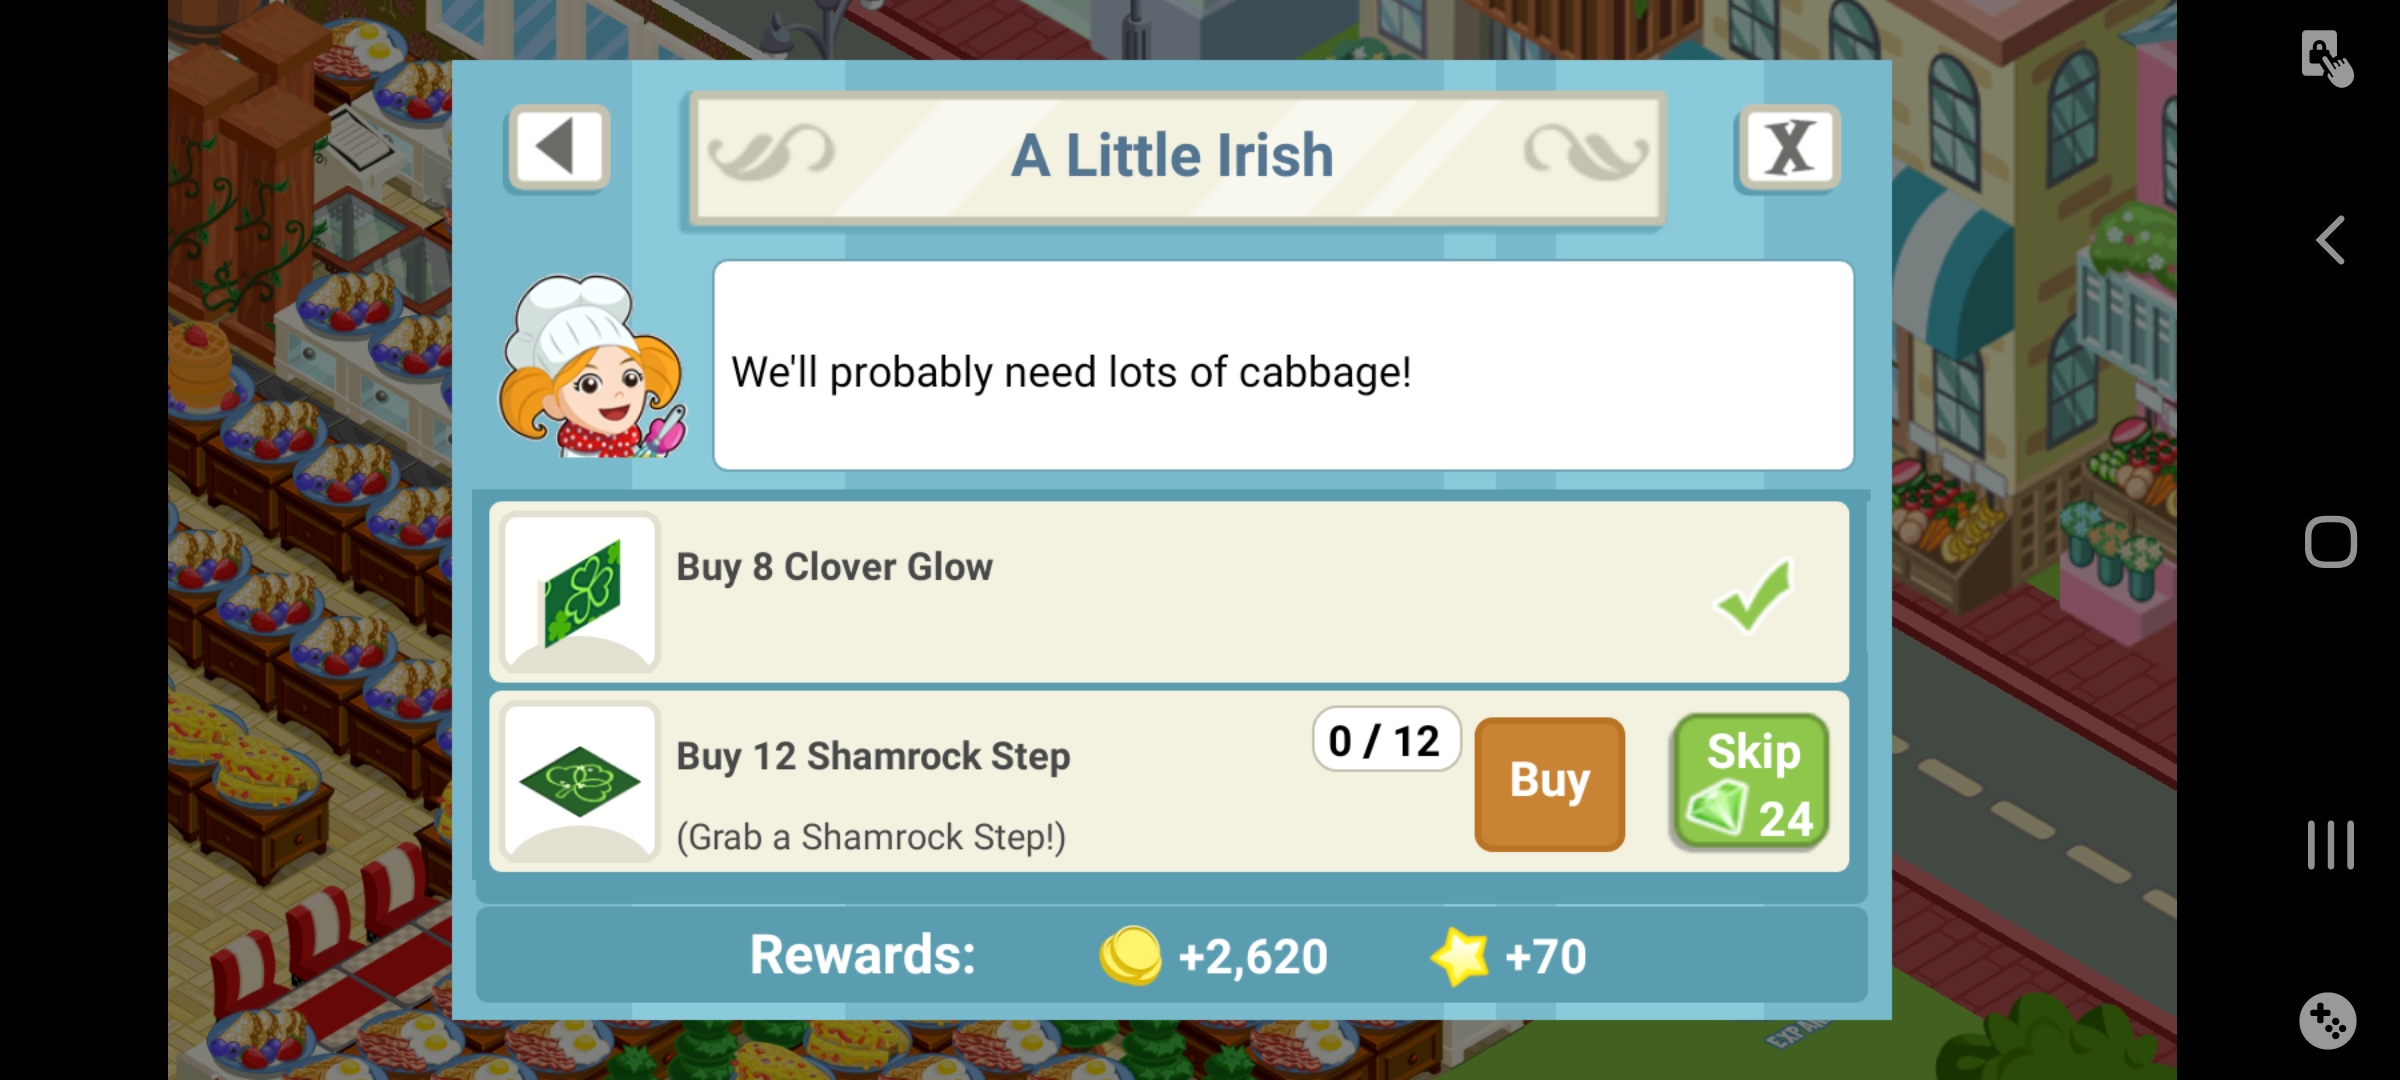 A Little Irish
X
We'll probably need lots of cabbage!
Buy 8 Clover Glow
Buy 12 Shamrock Step
(Grab a Shamrock Step!)
0 / 12
Buy
Skip
24
Rewards: +2,620 +70